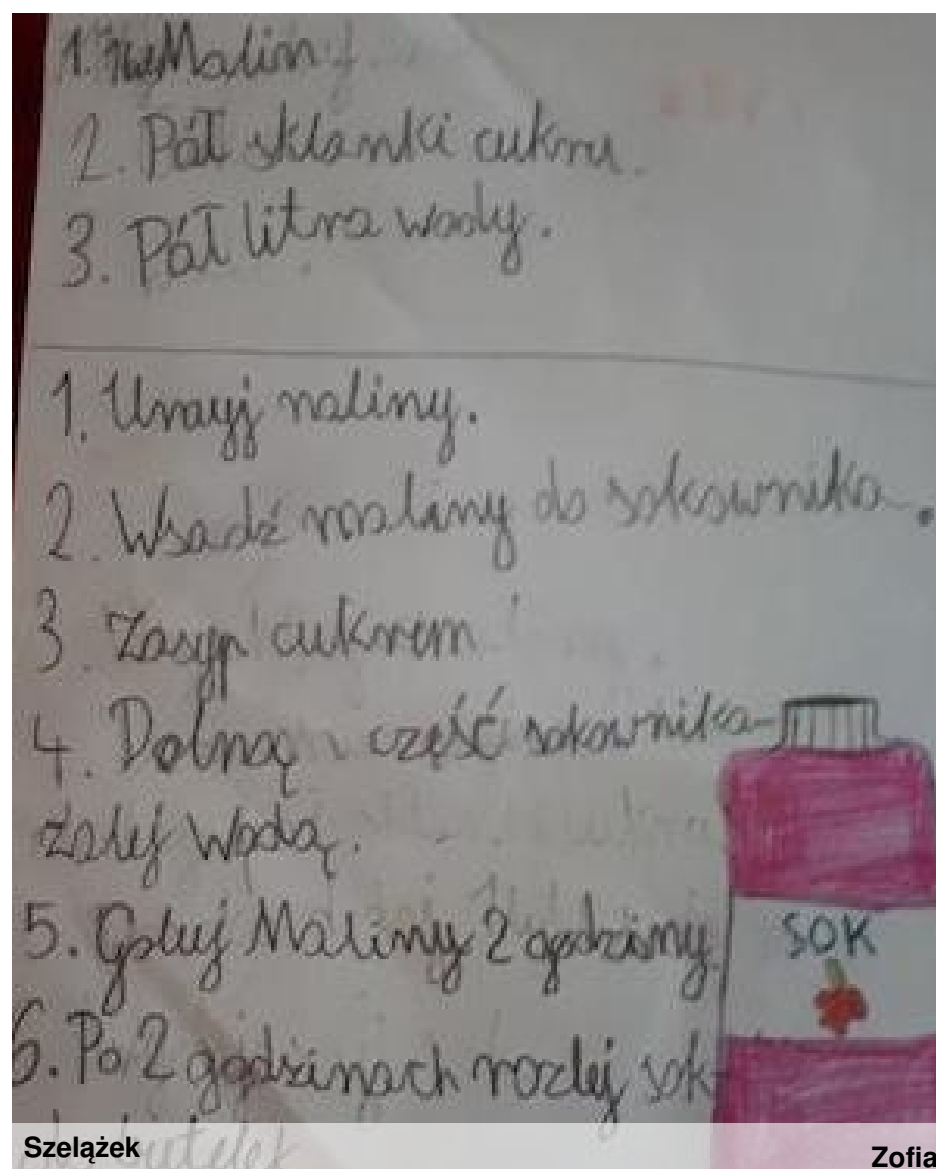 1. Maliny.
2. Pół szklanki cukru.
3. Pół litra wody.
1. Umyj maliny.
2. Wsadź maliny do sokownika.
3. Zasyp cukrem
4. Dolną część sokownika
zalej wodą.
5. Gotuj Maliny 2 godziny
6. Po 2 godzinach rozlej sok
SOK
Szelążek
Zofia